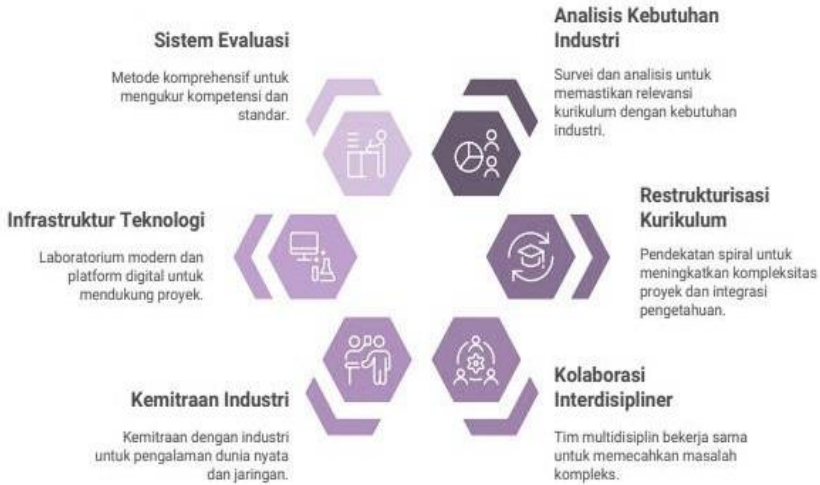 Sistem Evaluasi
Metode komprehensif untuk
mengukur kompetensi dan
standar.
Analisis Kebutuhan
Industri
Survei dan analisis untuk
memastikan relevansi
kurikulum dengan kebutuhan
industri.
Infrastruktur Teknologi
Laboratorium modern dan
platform digital untuk
mendukung proyek.
Restrukturisasi
Kurikulum
Pendekatan spiral untuk
meningkatkan kompleksitas
proyek dan integrasi
pengetahuan.
Kemitraan Industri
Kemitraan dengan industri
untuk pengalaman dunia nyata
dan jaringan.
Kolaborasi
Interdisipliner
Tim multidisiplin bekerja sama
untuk memecahkan masalah
kompleks.